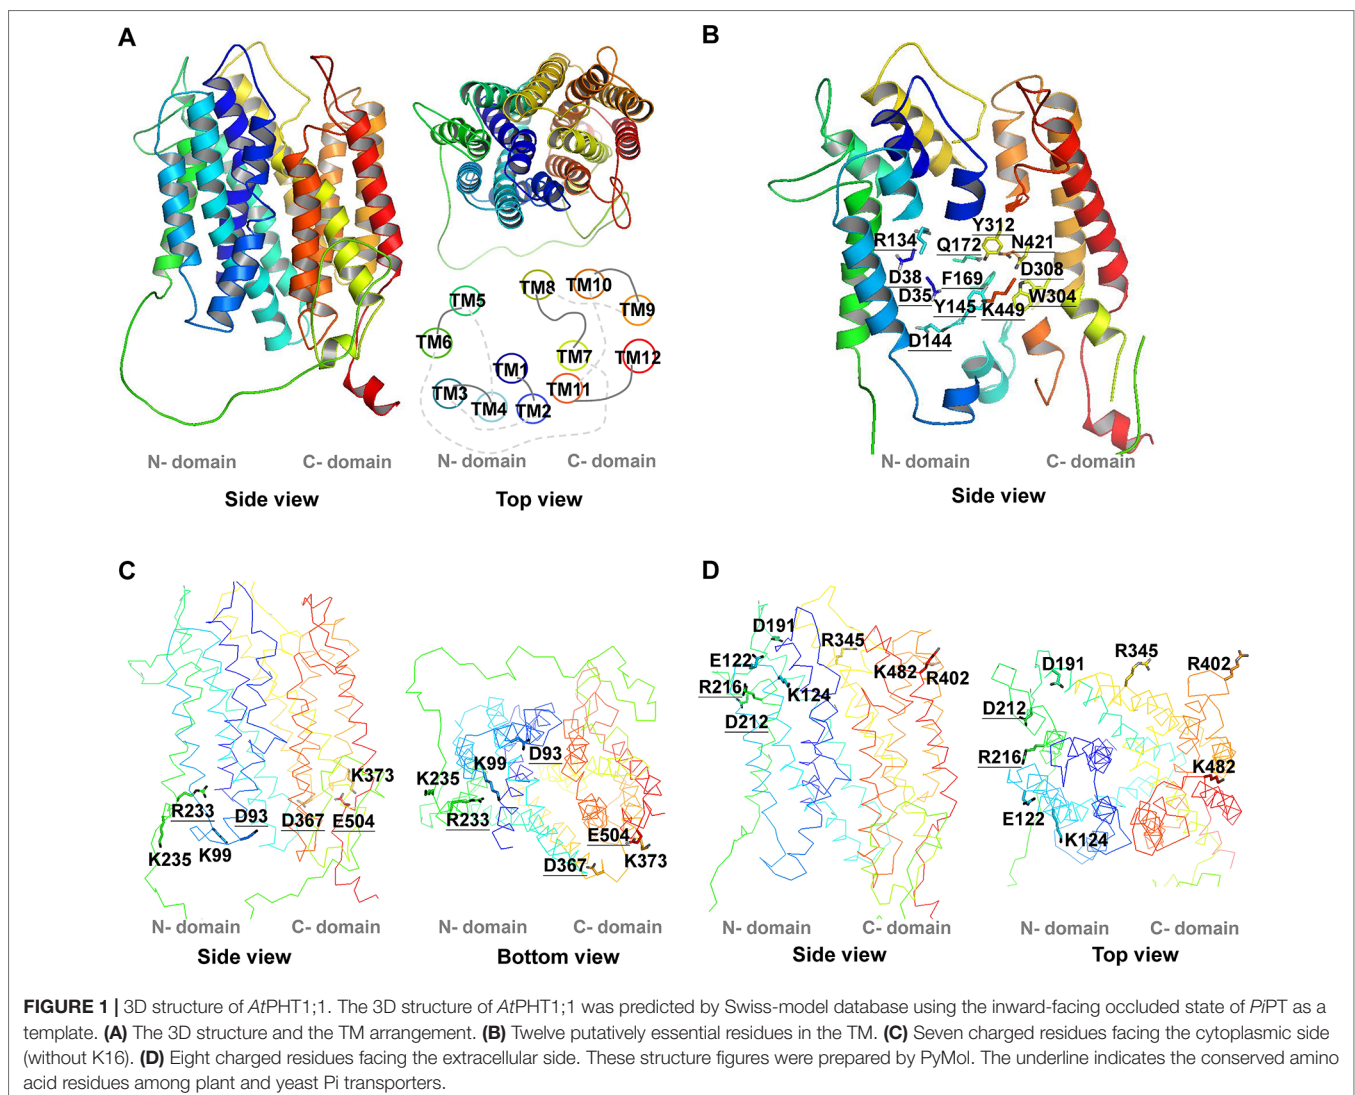 A
TM5
TM6
TM3
TM4
TM1
TM2
TM8
TM10
TM9
TM7
TM12
TM11
N- domain
C- domain
Side view
N- domain
C- domain
Top view
B
Y312
R134
Q172
N421
D38
F169
D308
D35
Y145
K449
W304
D144
N- domain
C- domain
Side view
C
K373
R233
D93
D367
E504
K235
K99
N- domain
C- domain
Side view
D93
K99
K235
R233
E504
D367
K373
N- domain
C- domain
Bottom view
D
D191
R345
E122
K482
R402
R216
K124
D212
N- domain
C- domain
Side view
R345
D191
R402
D212
R216
K482
E122
K124
N- domain
C- domain
Top view
FIGURE 1 | 3D structure of AtPHT1;1. The 3D structure of AtPHT1;1 was predicted by Swiss-model database using the inward-facing occluded state of PiPT as a
template. (A) The 3D structure and the TM arrangement. (B) Twelve putatively essential residues in the TM. (C) Seven charged residues facing the cytoplasmic side
(without K16). (D) Eight charged residues facing the extracellular side. These structure figures were prepared by PyMol. The underline indicates the conserved amino
acid residues among plant and yeast Pi transporters.